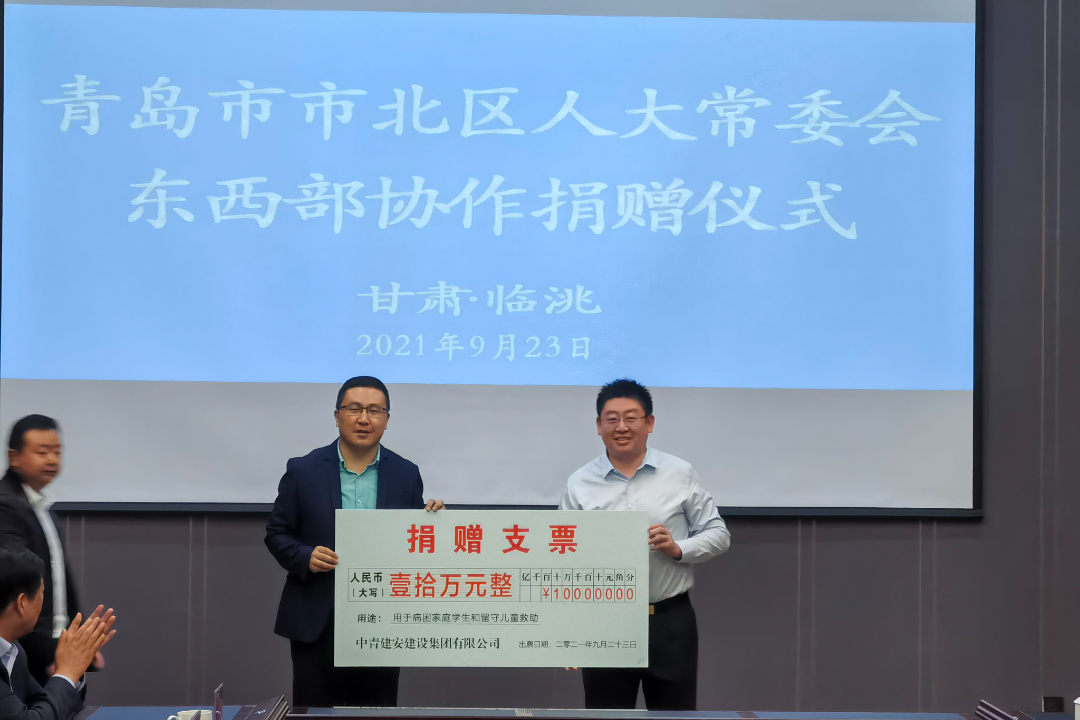 青岛市市北区人大常委会
东西部协作捐赠仪式
甘肃·临洮
2021年9月23日
捐赠支票
人民币
（大写）
壹拾万元整
亿千百十万千百十元角分
¥10000000
用途： 用于病困家庭学生和留守儿童救助
中青建安建设集团有限公司 出票日期：二零二一年九月二十三日